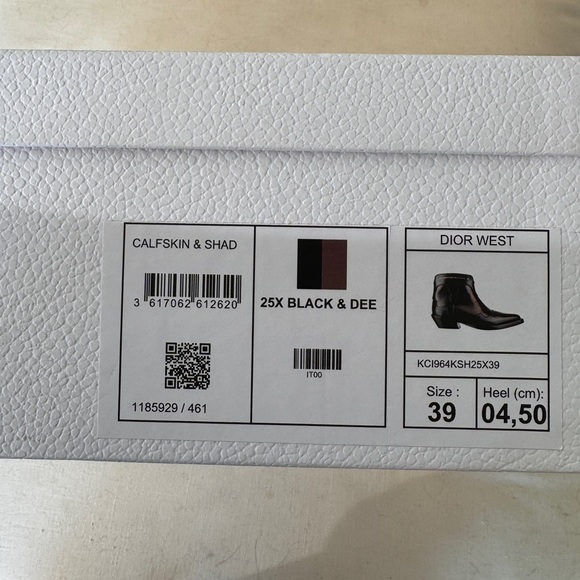 CALFSKIN & SHAD
3 617062 612620
1185929 / 461
25X BLACK & DEE
IT00
DIOR WEST
KCI964KSH25X39
Size :
39
Heel (cm):
04,50